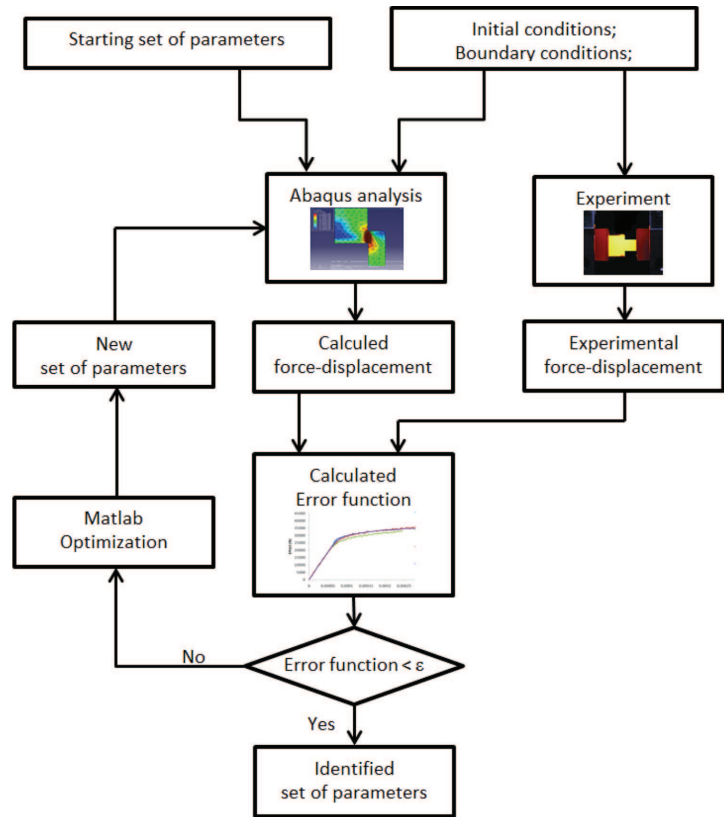 Starting set of parameters
Initial conditions;
Boundary conditions;
Abaqus analysis
Experiment
New
set of parameters
Calculed
force-displacement
Experimental
force-displacement
Calculated
Error function
Matlab
Optimization
No
Error function < ε
Yes
Identified
set of parameters